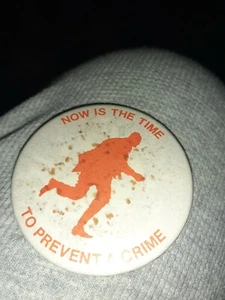 NOW IS THE TIME
TO PREVENT A CRIME